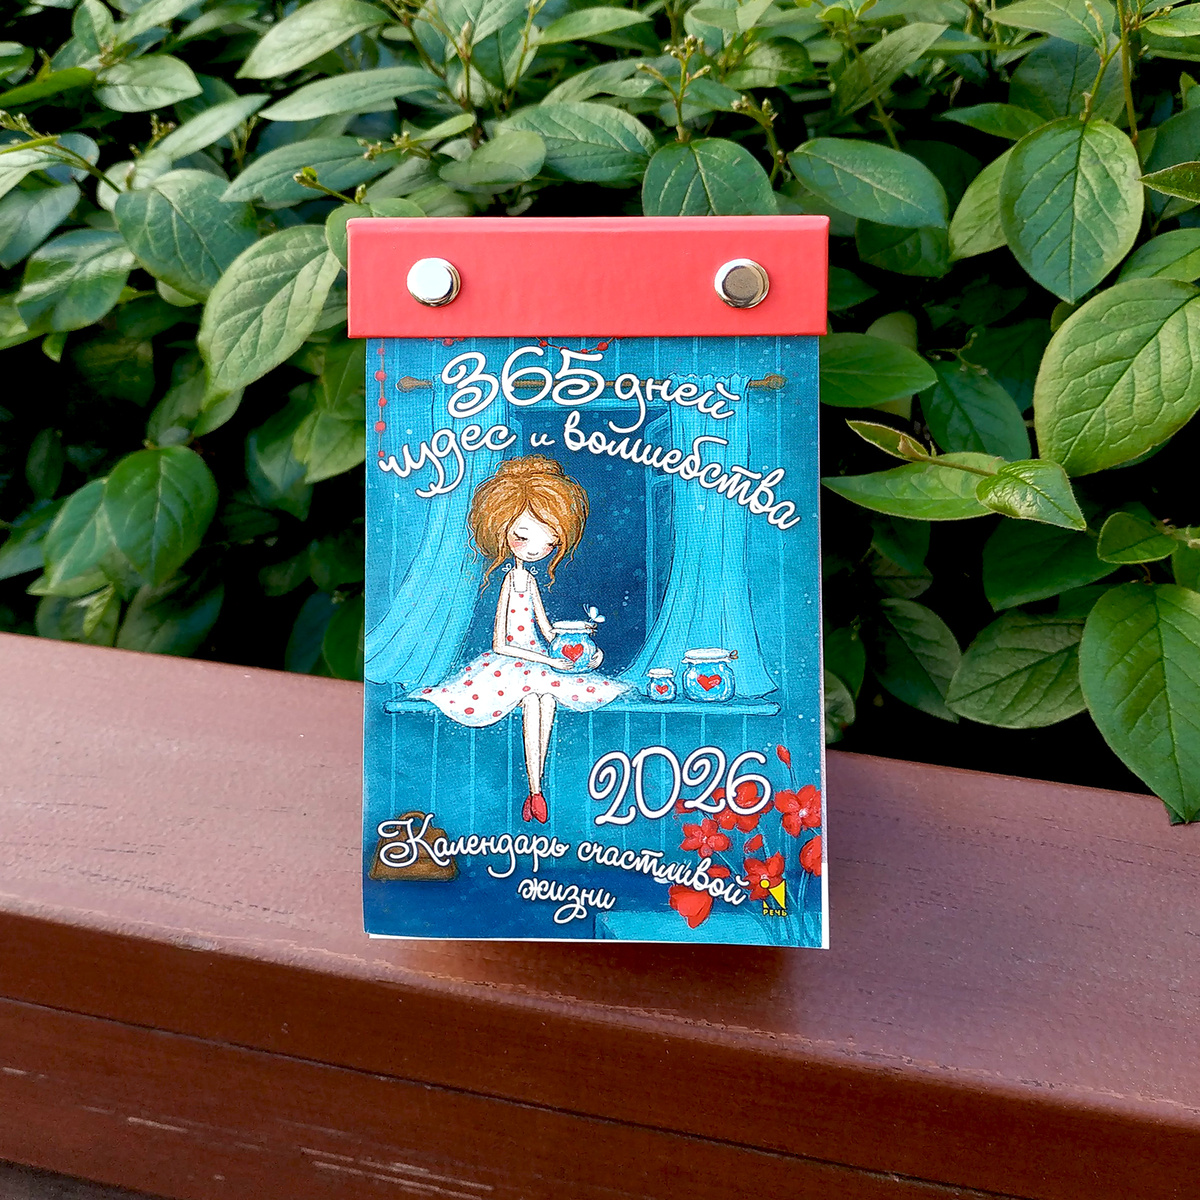 365 дней
чудес и волшебства
2026
Календарь счастливой
жизни
РЕЧЬ